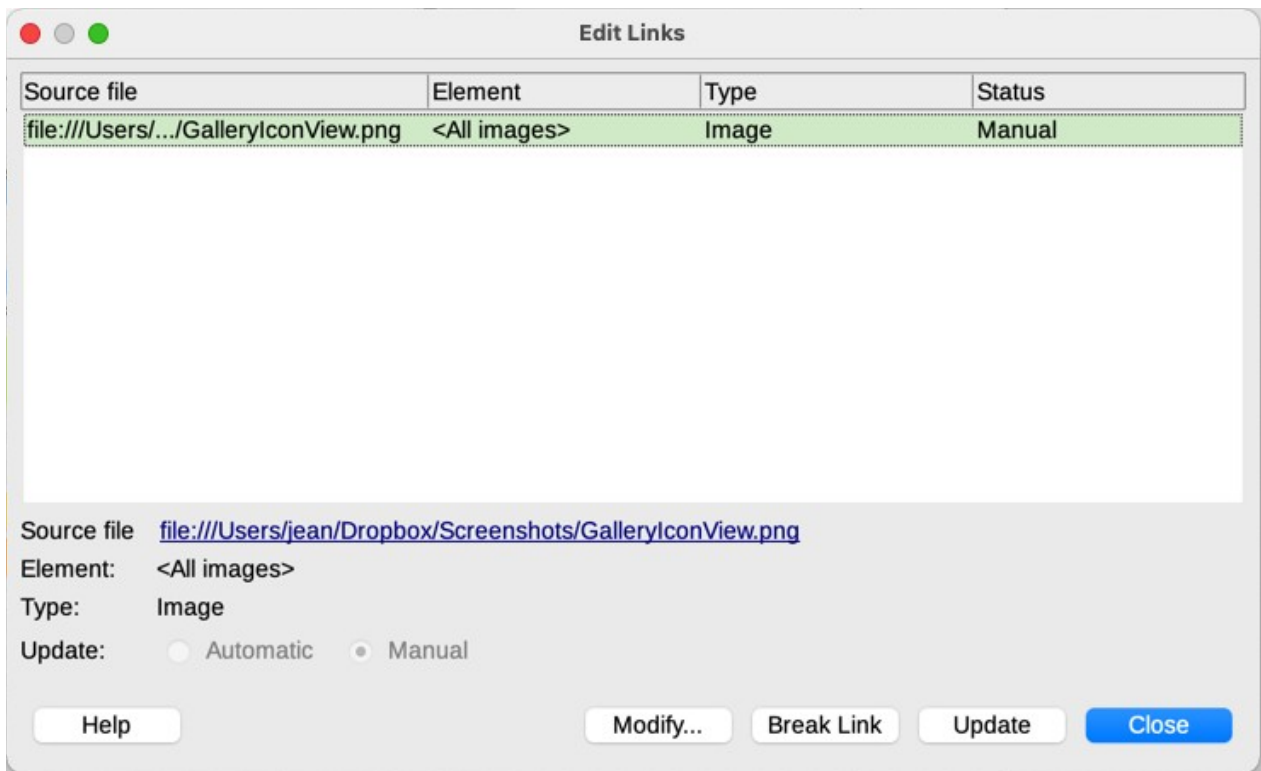 Edit Links
Source file Element Type Status
file:///Users/.../GalleryIconView.png <All images> Image Manual
Source file file:///Users/jean/Dropbox/Screenshots/GalleryIconView.png
Element: <All images>
Type: Image
Update: Automatic Manual
Help Modify... Break Link Update Close